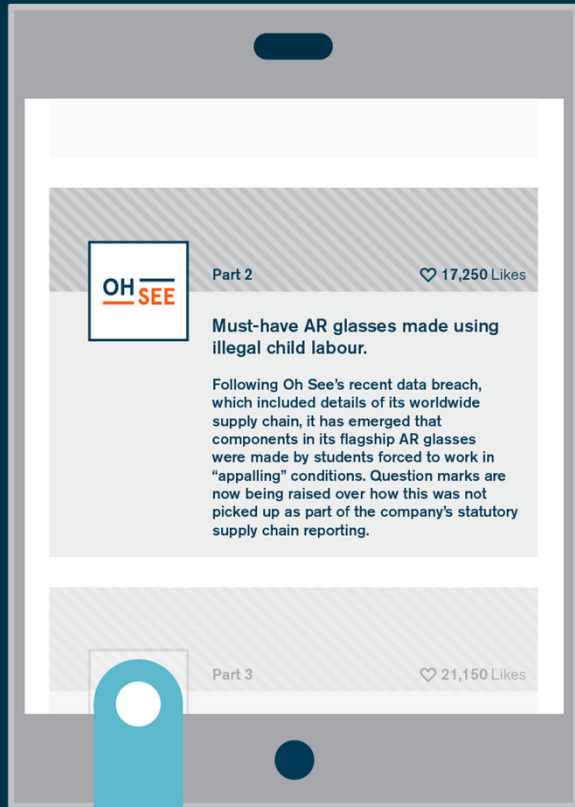 OH
SEE
Part 2
17,250 Likes
Must-have AR glasses made using
illegal child labour.
Following Oh See’s recent data breach,
which included details of its worldwide
supply chain, it has emerged that
components in its flagship AR glasses
were made by students forced to work in
“appalling” conditions. Question marks are
now being raised over how this was not
picked up as part of the company’s statutory
supply chain reporting.
Part 3
21,150 Likes